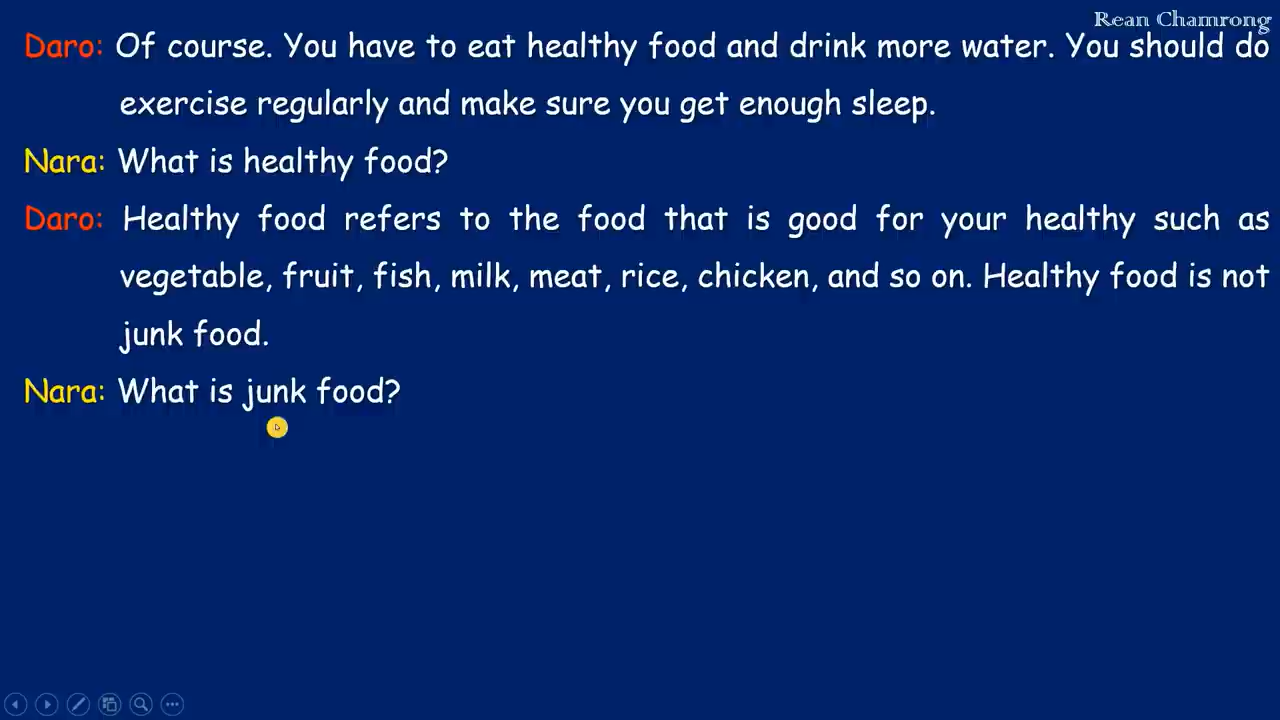 Rean Chamrong
Daro: Of course. You have to eat healthy food and drink more water. You should do
exercise regularly and make sure you get enough sleep.
Nara: What is healthy food?
Daro: Healthy food refers to the food that is good for your healthy such as
vegetable, fruit, fish, milk, meat, rice, chicken, and so on. Healthy food is not
junk food.
Nara: What is junk food?